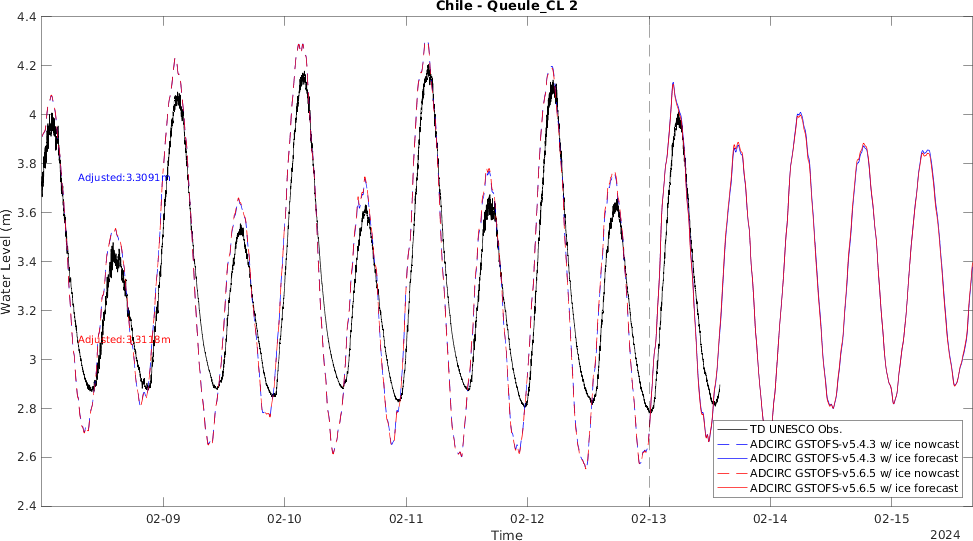 Chile - Queule_CL 2
4.4
4.2
4
3.8
3.6
3.4
3.2
3
2.8
2.6
2.4
Water Level (m)
Adjusted:3.3091m
Adjusted:3.3118m
TD UNESCO Obs.
ADCIRC GSTOFS-v5.4.3 w/ ice nowcast
ADCIRC GSTOFS-v5.4.3 w/ ice forecast
ADCIRC GSTOFS-v5.6.5 w/ ice nowcast
ADCIRC GSTOFS-v5.6.5 w/ ice forecast
02-09 02-10 02-11 02-12 02-13 02-14 02-15
Time
2024